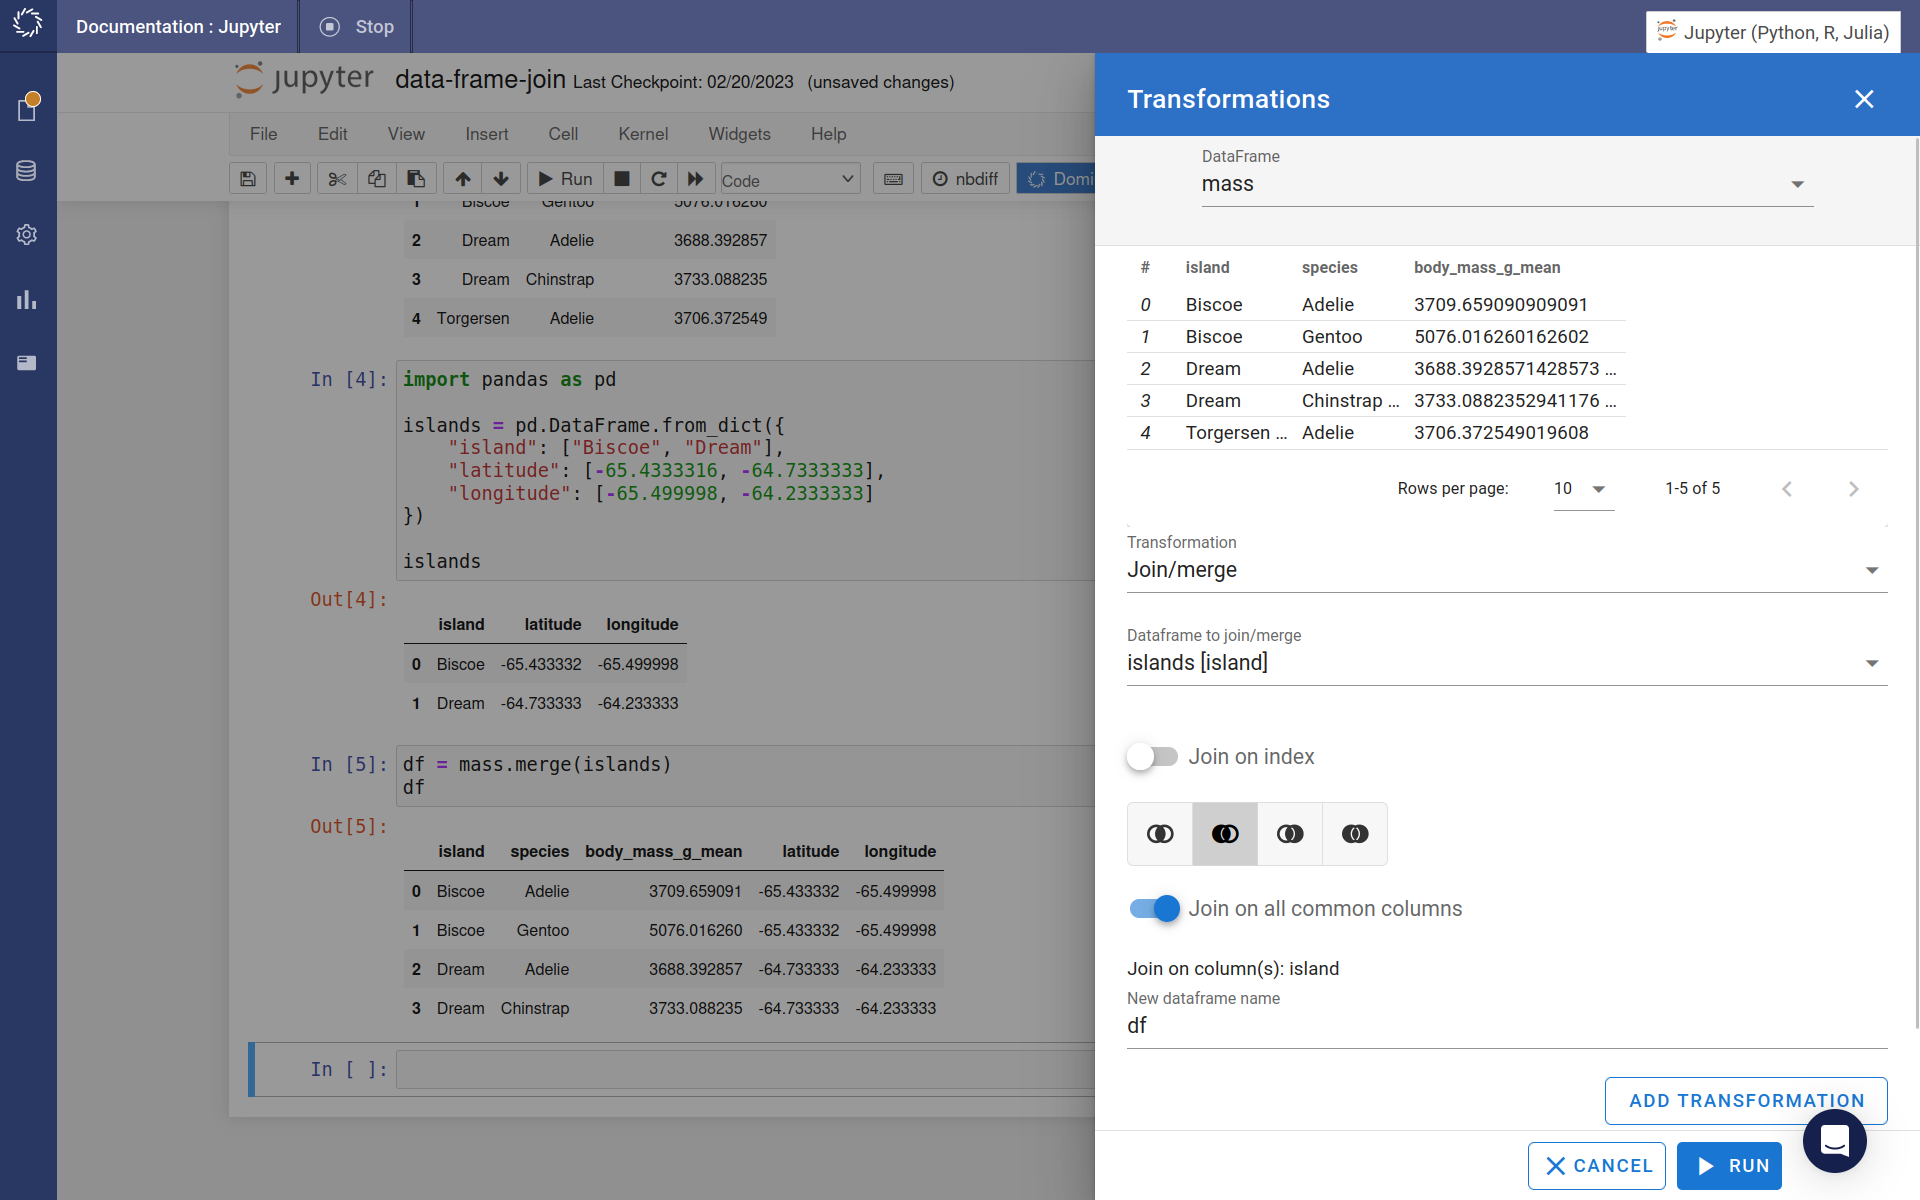 Documentation : Jupyter
Stop
Jupyter (Python, R, Julia)
jupyter data-frame-join Last Checkpoint: 02/20/2023 (unsaved changes)
File Edit View Insert Cell Kernel Widgets Help
Run Code nbdiff Domi
1 Biscoe Gentoo 5076.016260
2 Dream Adelie 3688.392857
3 Dream Chinstrap 3733.088235
4 Torgersen Adelie 3706.372549
In [4]: import pandas as pd
islands = pd.DataFrame.from_dict({
"island": ["Biscoe", "Dream"],
"latitude": [-65.4333316, -64.7333333],
"longitude": [-65.499998, -64.2333333]
})
islands
Out[4]:
island latitude longitude
0 Biscoe -65.433332 -65.499998
1 Dream -64.733333 -64.233333
In [5]: df = mass.merge(islands)
df
Out[5]:
island species body_mass_g_mean latitude longitude
0 Biscoe Adelie 3709.659091 -65.433332 -65.499998
1 Biscoe Gentoo 5076.016260 -65.433332 -65.499998
2 Dream Adelie 3688.392857 -64.733333 -64.233333
3 Dream Chinstrap 3733.088235 -64.733333 -64.233333
In [ ]:
Transformations
DataFrame
mass
# island species body_mass_g_mean
0 Biscoe Adelie 3709.659090909091
1 Biscoe Gentoo 5076.016260162602
2 Dream Adelie 3688.3928571428573 ...
3 Dream Chinstrap ... 3733.0882352941176 ...
4 Torgersen ... Adelie 3706.372549019608
Rows per page: 10 1-5 of 5
Transformation
Join/merge
Dataframe to join/merge
islands [island]
Join on index
Join on all common columns
Join on column(s): island
New dataframe name
df
ADD TRANSFORMATION
CANCEL
RUN